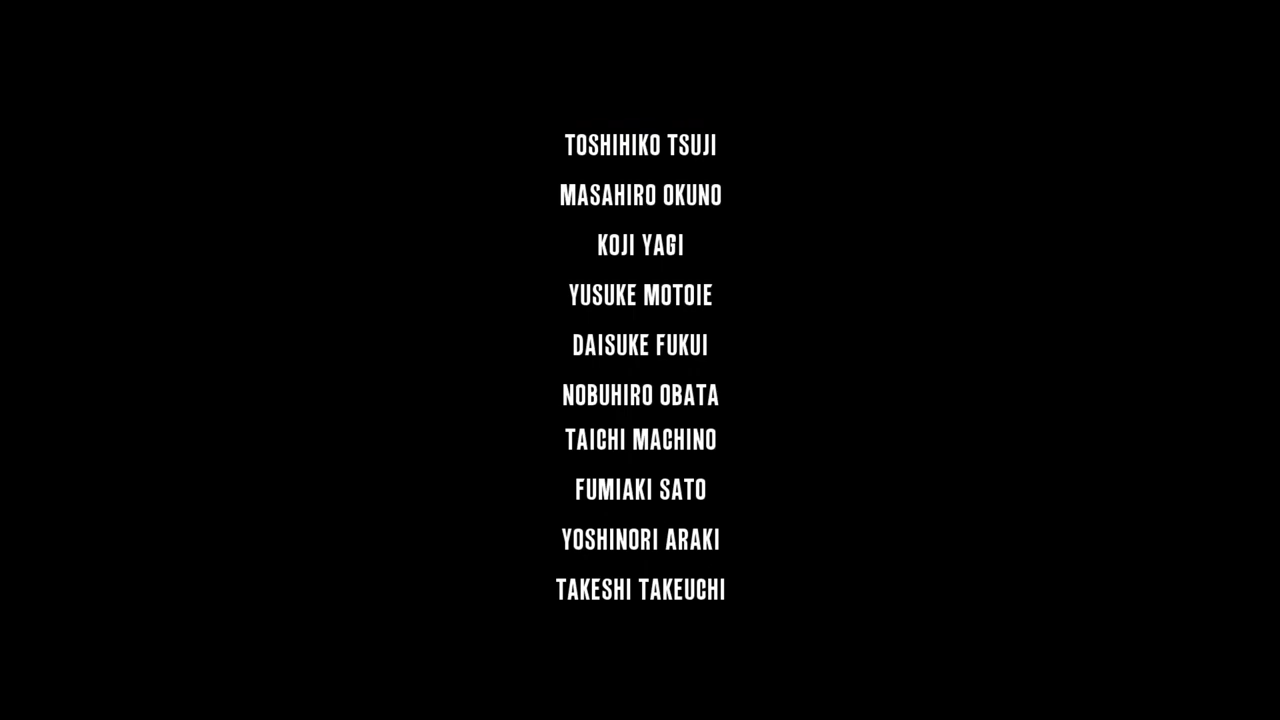 TOSHIHIKO TSUJI
MASAHIRO OKUNO
KOJI YAGI
YUSUKE MOTOIE
DAISUKE FUKUI
NOBUHIRO OBATA
TAICHI MACHINO
FUMIAKI SATO
YOSHINORI ARAKI
TAKESHI TAKEUCHI